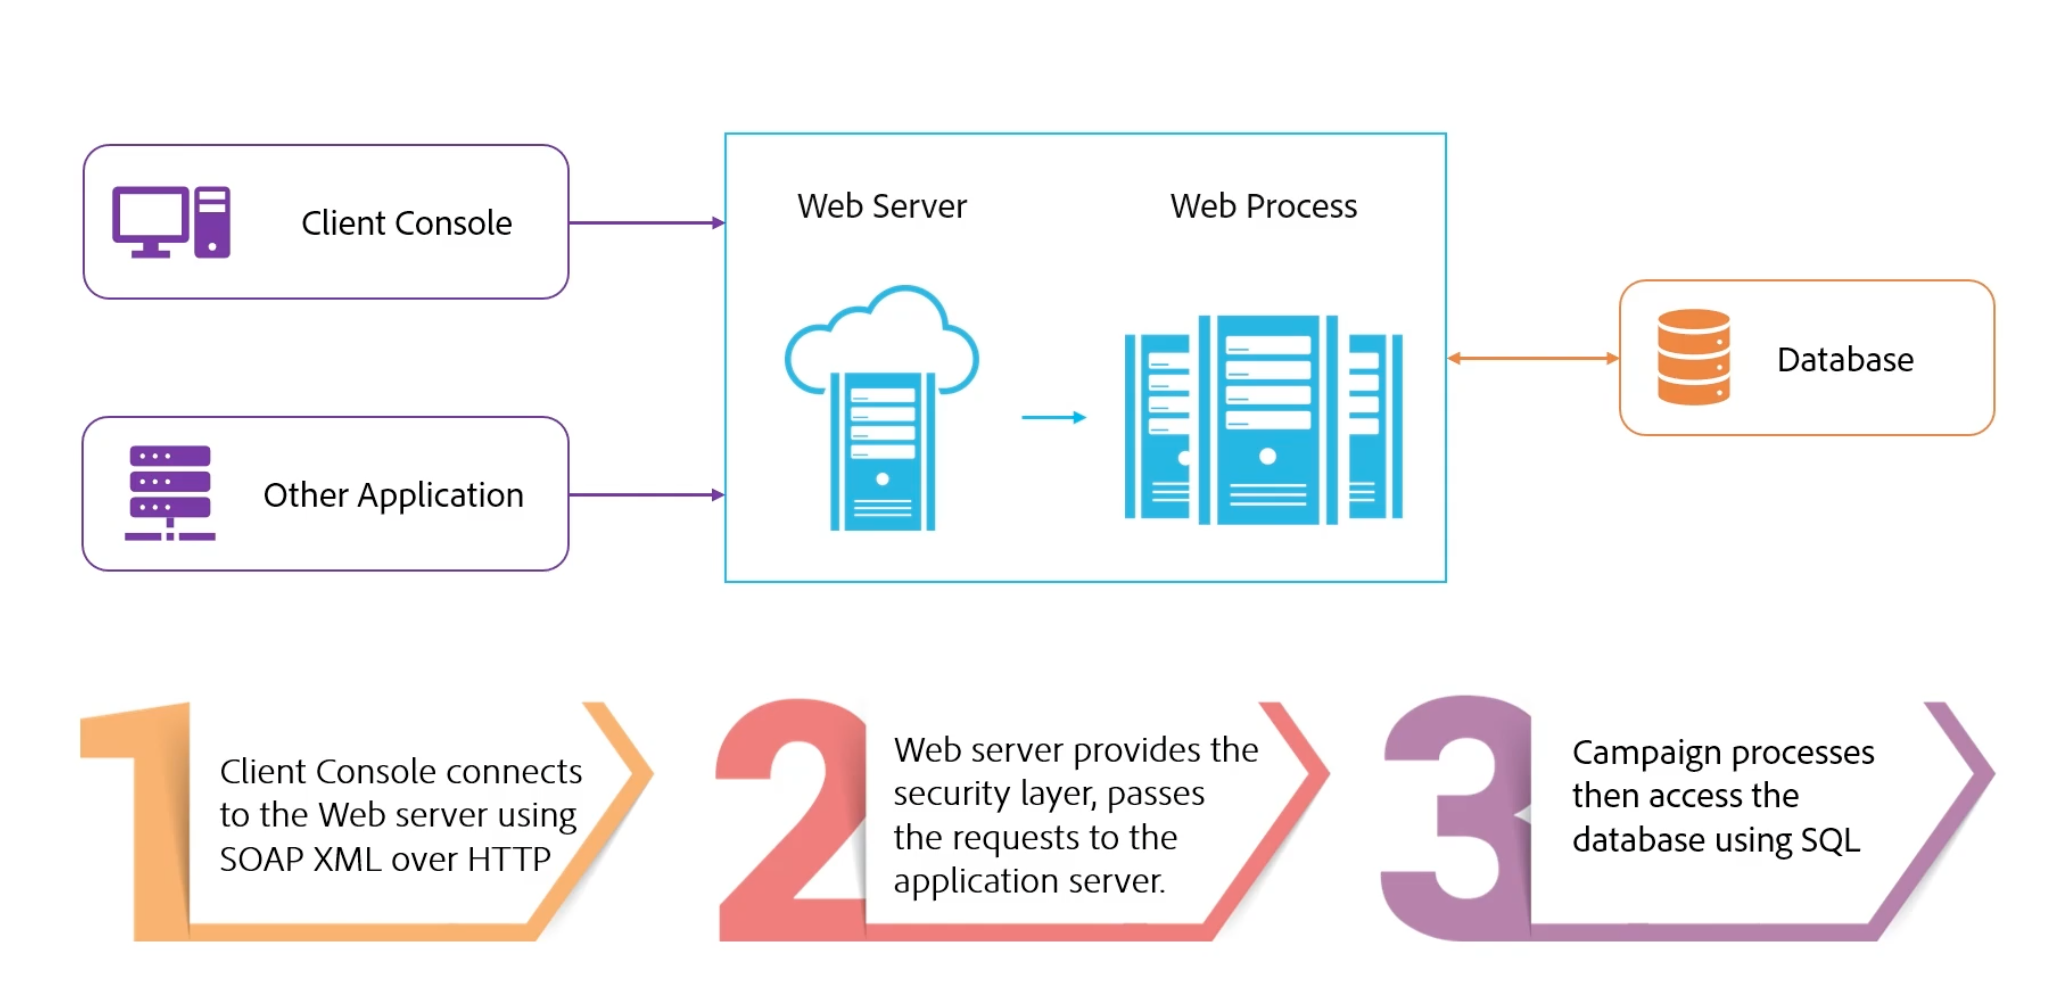 Client Console
Web Server
Web Process
Database
Other Application
1
Client Console connects
to the Web server using
SOAP XML over HTTP
2
Web server provides the
security layer, passes
the requests to the
application server.
3
Campaign processes
then access the
database using SQL